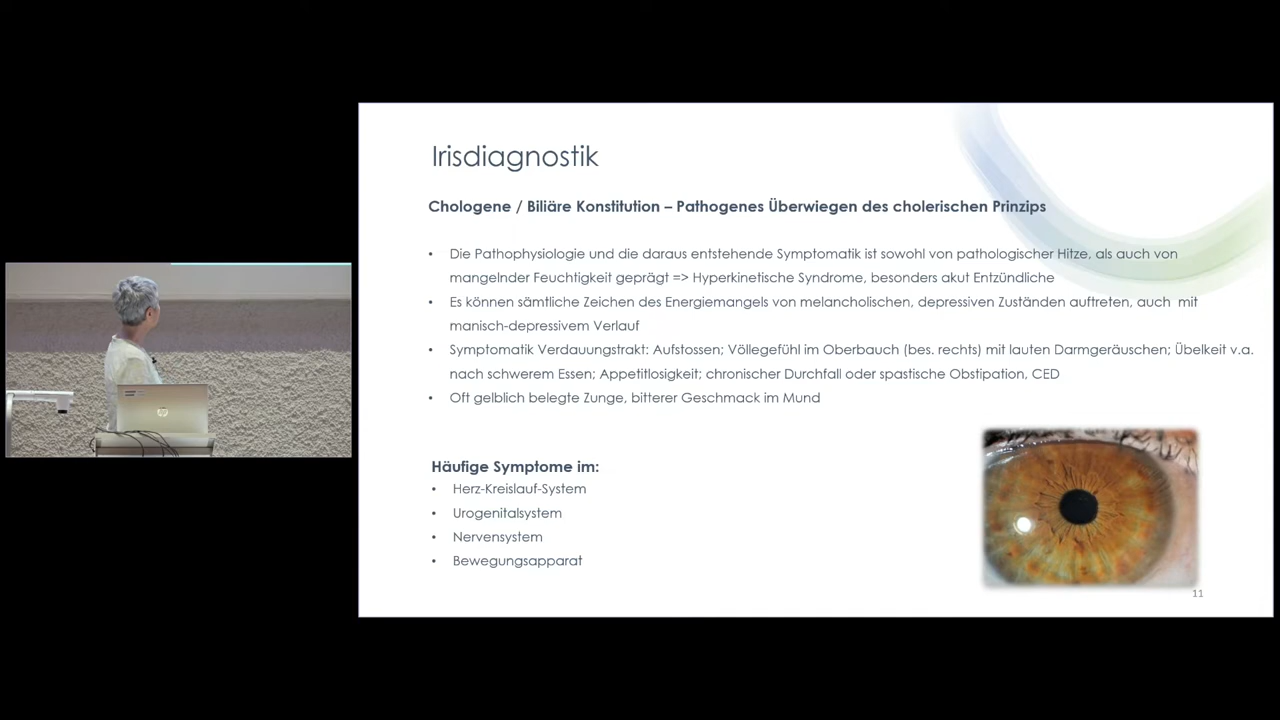 Irisdiagnostik
Chologene / Biliäre Konstitution – Pathogenes Überwiegen des cholerischen Prinzips
• Die Pathophysiologie und die daraus entstehende Symptomatik ist sowohl von pathologischer Hitze, als auch von
mangelnder Feuchtigkeit geprägt => Hyperkinetische Syndrome, besonders akut Entzündliche
• Es können sämtliche Zeichen des Energiemangels von melancholischen, depressiven Zuständen auftreten, auch mit
manisch-depressivem Verlauf
• Symptomatik Verdauungstrakt: Aufstossen; Völlegefühl im Oberbauch (bes. rechts) mit lauten Darmgeräuschen; Übelkeit v.a.
nach schwerem Essen; Appetitlosigkeit; chronischer Durchfall oder spastische Obstipation, CED
• Oft gelblich belegte Zunge, bitterer Geschmack im Mund
Häufige Symptome im:
• Herz-Kreislauf-System
• Urogenitalsystem
• Nervensystem
• Bewegungsapparat
11
hp